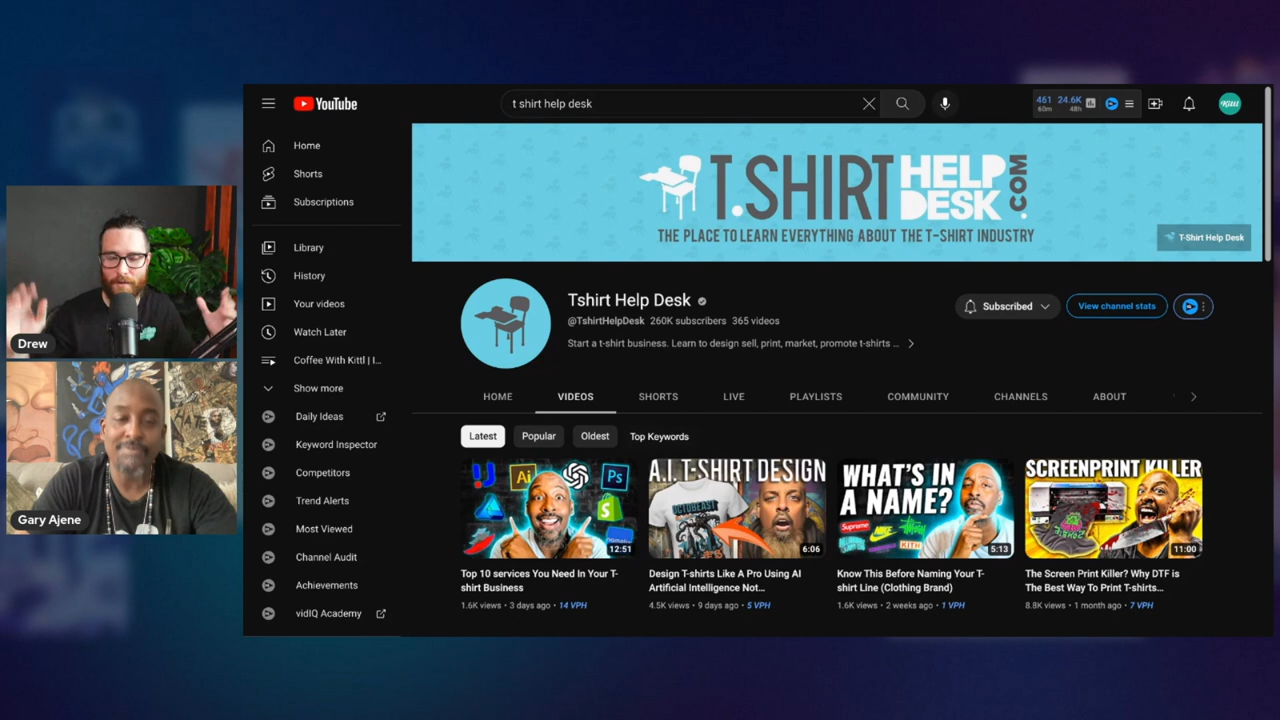 YouTube
t shirt help desk
461 24.6K
60m 48h
Kittl
Home
Shorts
Subscriptions
Library
History
Your videos
Watch Later
Coffee With Kittl | I...
Show more
Daily Ideas
Keyword Inspector
Competitors
Trend Alerts
Most Viewed
Channel Audit
Achievements
vidIQ Academy
Drew
Gary Ajene
T.SHIRT HELP DESK .COM
THE PLACE TO LEARN EVERYTHING ABOUT THE T-SHIRT INDUSTRY
T-Shirt Help Desk
Tshirt Help Desk
@TshirtHelpDesk 260K subscribers 365 videos
Start a t-shirt business. Learn to design sell, print, market, promote t-shirts ...
Subscribed
View channel stats
HOME VIDEOS SHORTS LIVE PLAYLISTS COMMUNITY CHANNELS ABOUT
Latest Popular Oldest Top Keywords
Ai
Ps
12:51
Top 10 services You Need In Your T-
shirt Business
1.6K views • 3 days ago • 14 VPH
A.I. T-SHIRT DESIGN
OCTOBEAST
6:06
Design T-shirts Like A Pro Using AI
Artificial Intelligence Not...
4.5K views • 9 days ago • 5 VPH
WHAT'S IN
A NAME?
Supreme
KITH
5:13
Know This Before Naming Your T-
shirt Line (Clothing Brand)
1.6K views • 2 weeks ago • 1 VPH
SCREENPRINT KILLER
11:00
The Screen Print Killer? Why DTF is
The Best Way To Print T-shirts...
8.8K views • 1 month ago • 7 VPH